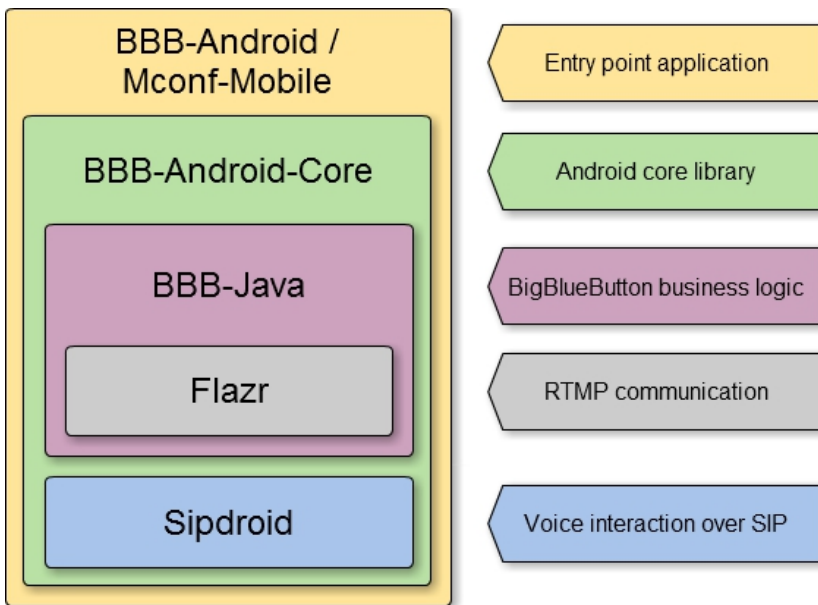 BBB-Android /
Mconf-Mobile
Entry point application
BBB-Android-Core
Android core library
BBB-Java
BigBlueButton business logic
Flazr
RTMP communication
Sipdroid
Voice interaction over SIP